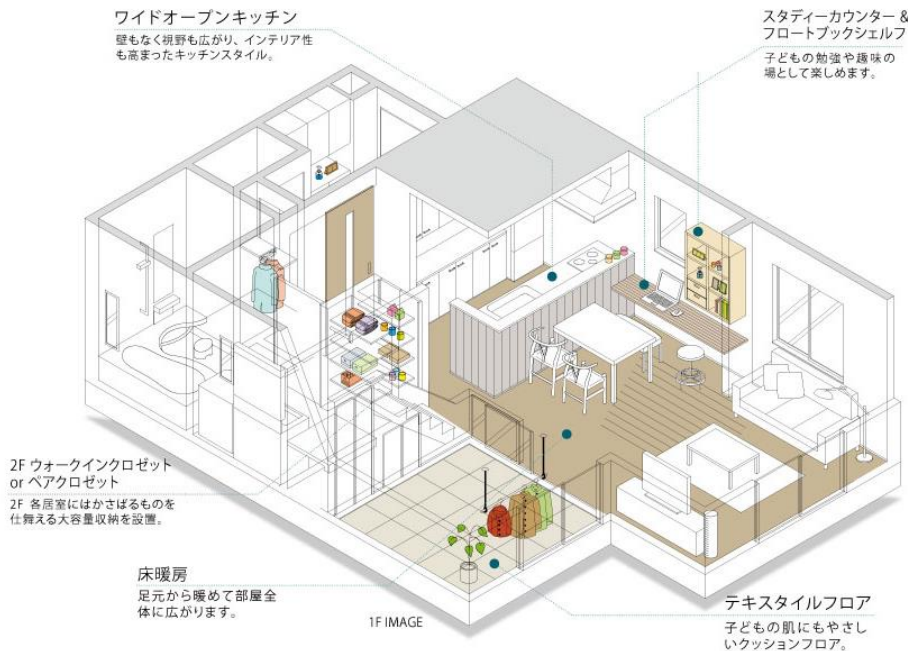 ワイドオープンキッチン
壁もなく視野も広がり、インテリア性
も高まったキッチンスタイル。
スタディーカウンター &
フロートブックシェルフ
子どもの勉強や趣味の
場として楽しめます。
2F ウォークインクロゼット
or ペアクロゼット
2F 各居室にはかさばるものを
仕舞える大容量収納を設置。
床暖房
足元から暖めて部屋全
体に広がります。
1F IMAGE
テキスタイルフロア
子どもの肌にもやさし
いクッションフロア。